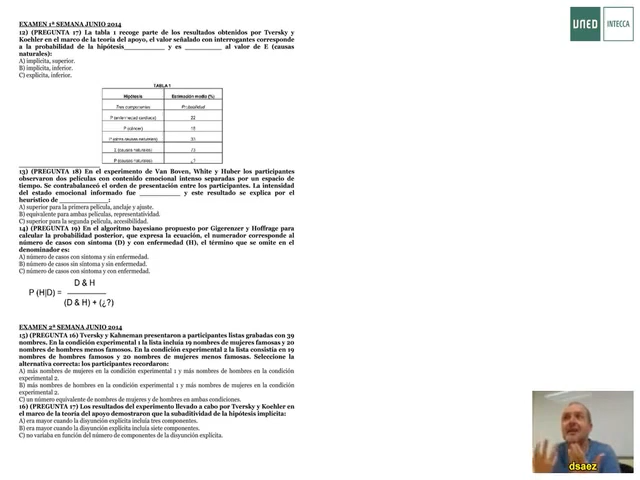 EXAMEN 1ª SEMANA JUNIO 2014
12) (PREGUNTA 17) La tabla 1 recoge parte de los resultados obtenidos por Tversky y
Koehler en el marco de la teoría del apoyo, el valor señalado con interrogantes corresponde
a la probabilidad de la hipótesis__________ y es _________ al valor de E (causas
naturales):
A) implícita, superior.
B) implícita, inferior.
C) explícita, inferior.
TABLA 1
Hipótesis Estimación media (%)
Tres componentes Probabilidad
P (enfermedad cardiaca) 22
P (cáncer) 18
P (otras causas naturales) 33
Σ (causas naturales) 73
P (causas naturales) ¿?
13) (PREGUNTA 18) En el experimento de Van Boven, White y Huber los participantes
observaron dos películas con contenido emocional intenso separadas por un espacio de
tiempo. Se contrabalanceó el orden de presentación entre los participantes. La intensidad
del estado emocional informado fue __________ y este resultado se explica por el
heurístico de ____________:
A) superior para la primera película, anclaje y ajuste.
B) equivalente para ambas películas, representatividad.
C) superior para la segunda película, accesibilidad.
14) (PREGUNTA 19) En el algoritmo bayesiano propuesto por Gigerenzer y Hoffrage para
calcular la probabilidad posterior, que expresa la ecuación, el numerador corresponde al
número de casos con síntoma (D) y con enfermedad (H), el término que se omite en el
denominador es:
A) número de casos con síntoma y sin enfermedad.
B) número de casos sin síntoma y sin enfermedad.
C) número de casos con síntoma y con enfermedad.
D & H
P (H|D) =
(D & H) + (¿?)
EXAMEN 2ª SEMANA JUNIO 2014
15) (PREGUNTA 16) Tversky y Kahneman presentaron a participantes listas grabadas con 39
nombres. En la condición experimental 1 la lista incluía 19 nombres de mujeres famosas y 20
nombres de hombres menos famosos. En la condición experimental 2 la lista consistía en 19
nombres de hombres famosos y 20 nombres de mujeres menos famosas. Seleccione la
alternativa correcta: los participantes recordaron:
A) más nombres de mujeres en la condición experimental 1 y más nombres de hombres en la condición
experimental 2.
B) más nombres de hombres en la condición experimental 1 y más nombres de mujeres en la condición
experimental 2.
C) un número equivalente de nombres de mujeres y de hombres en ambas condiciones.
16) (PREGUNTA 17) Los resultados del experimento llevado a cabo por Tversky y Koehler en
el marco de la teoría del apoyo demostraron que la subaditividad de la hipótesis implícita:
A) era mayor cuando la disyunción explícita incluía tres componentes.
B) era mayor cuando la disyunción explícita incluía siete componentes.
C) no variaba en función del número de componentes de la disyunción explícita.
UNED
INTECCA
dsaez